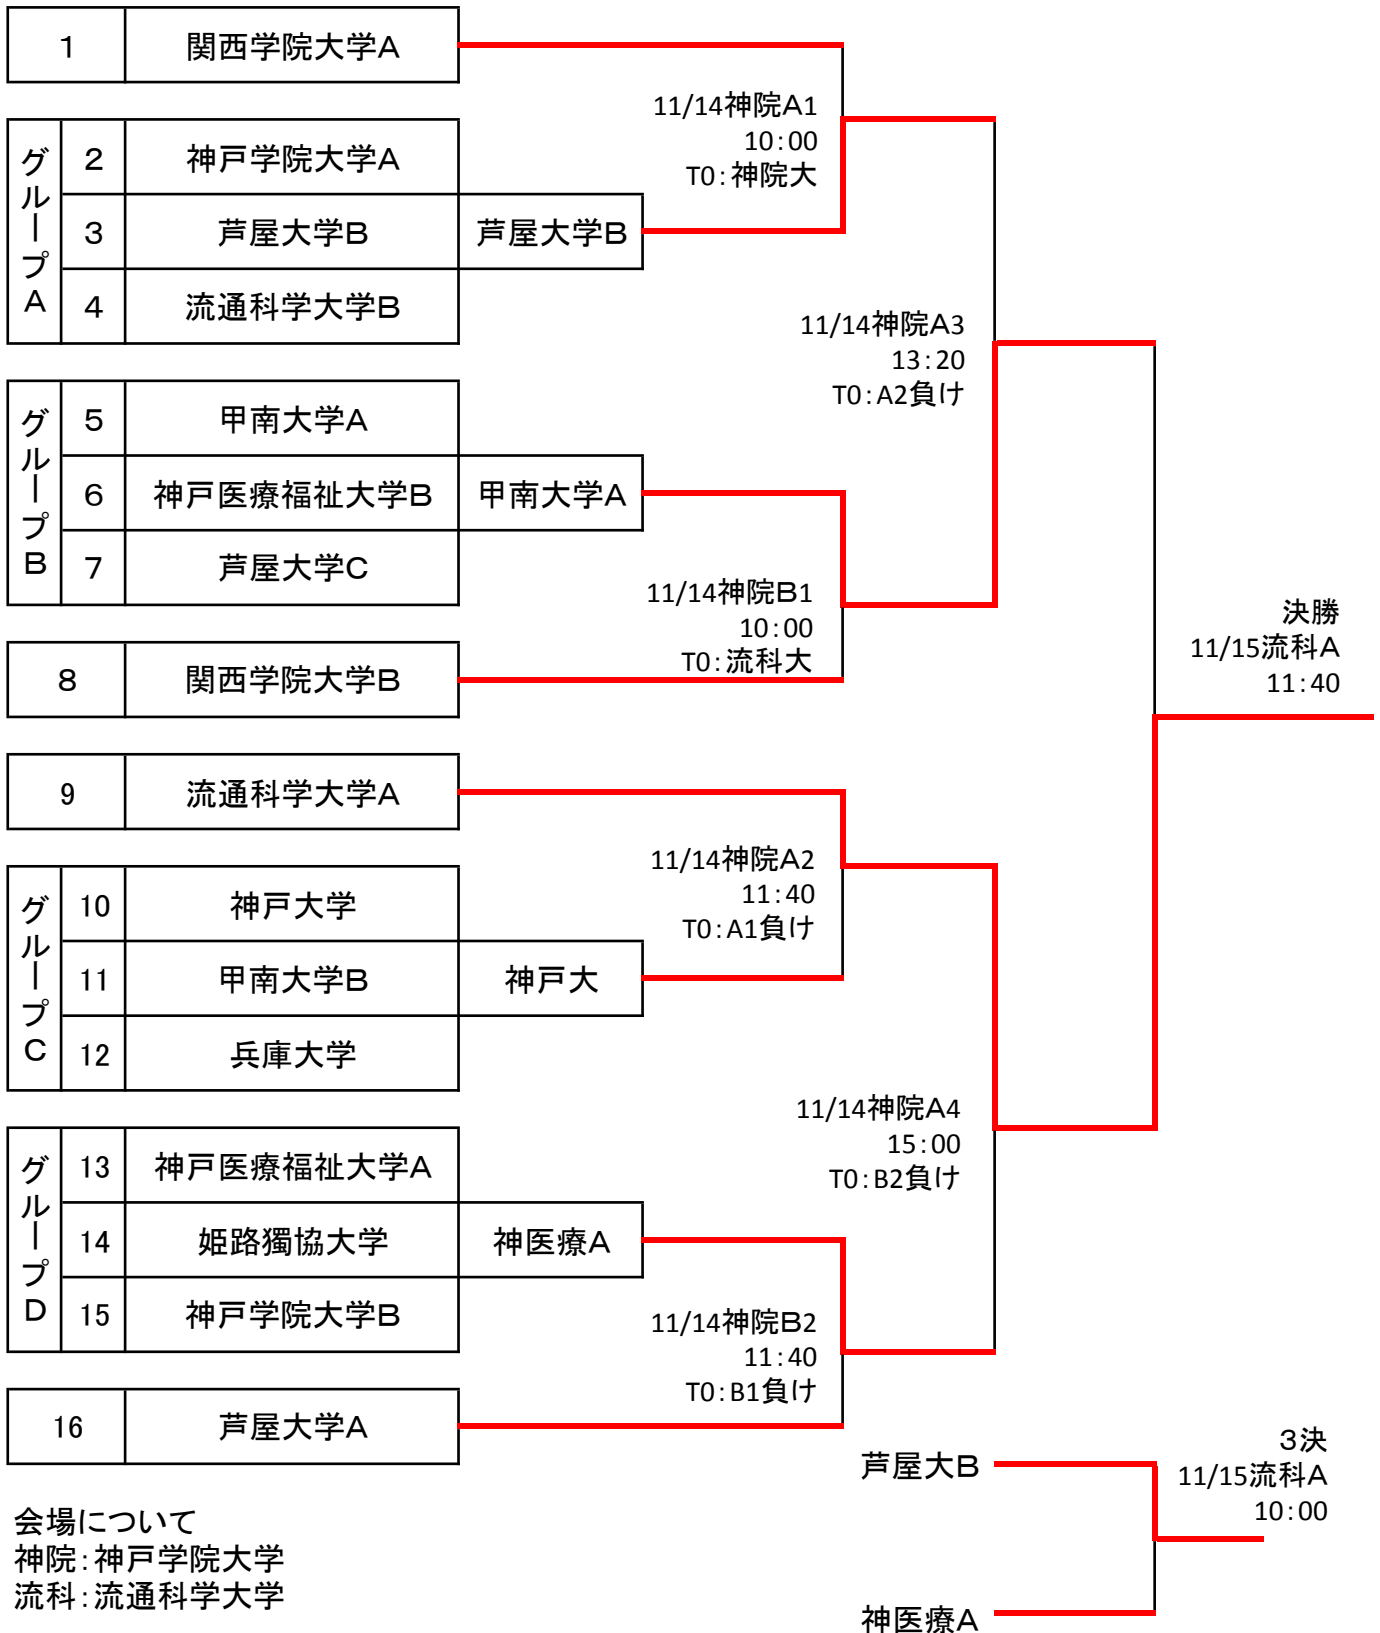 1 関西学院大学A
グループA
2 神戸学院大学A
3 芦屋大学B 芦屋大学B
4 流通科学大学B
11/14神院A1
10:00
T0:神院大
11/14神院A3
13:20
T0:A2負け
グループB
5 甲南大学A
6 神戸医療福祉大学B 甲南大学A
7 芦屋大学C
11/14神院B1
10:00
T0:流科大
8 関西学院大学B
決勝
11/15流科A
11:40
9 流通科学大学A
11/14神院A2
11:40
T0:A1負け
グループC
10 神戸大学
11 甲南大学B 神戸大
12 兵庫大学
11/14神院A4
15:00
T0:B2負け
グループD
13 神戸医療福祉大学A
14 姫路獨協大学 神医療A
15 神戸学院大学B
11/14神院B2
11:40
T0:B1負け
16 芦屋大学A
芦屋大B
3決
11/15流科A
10:00
神医療A
会場について
神院:神戸学院大学
流科:流通科学大学